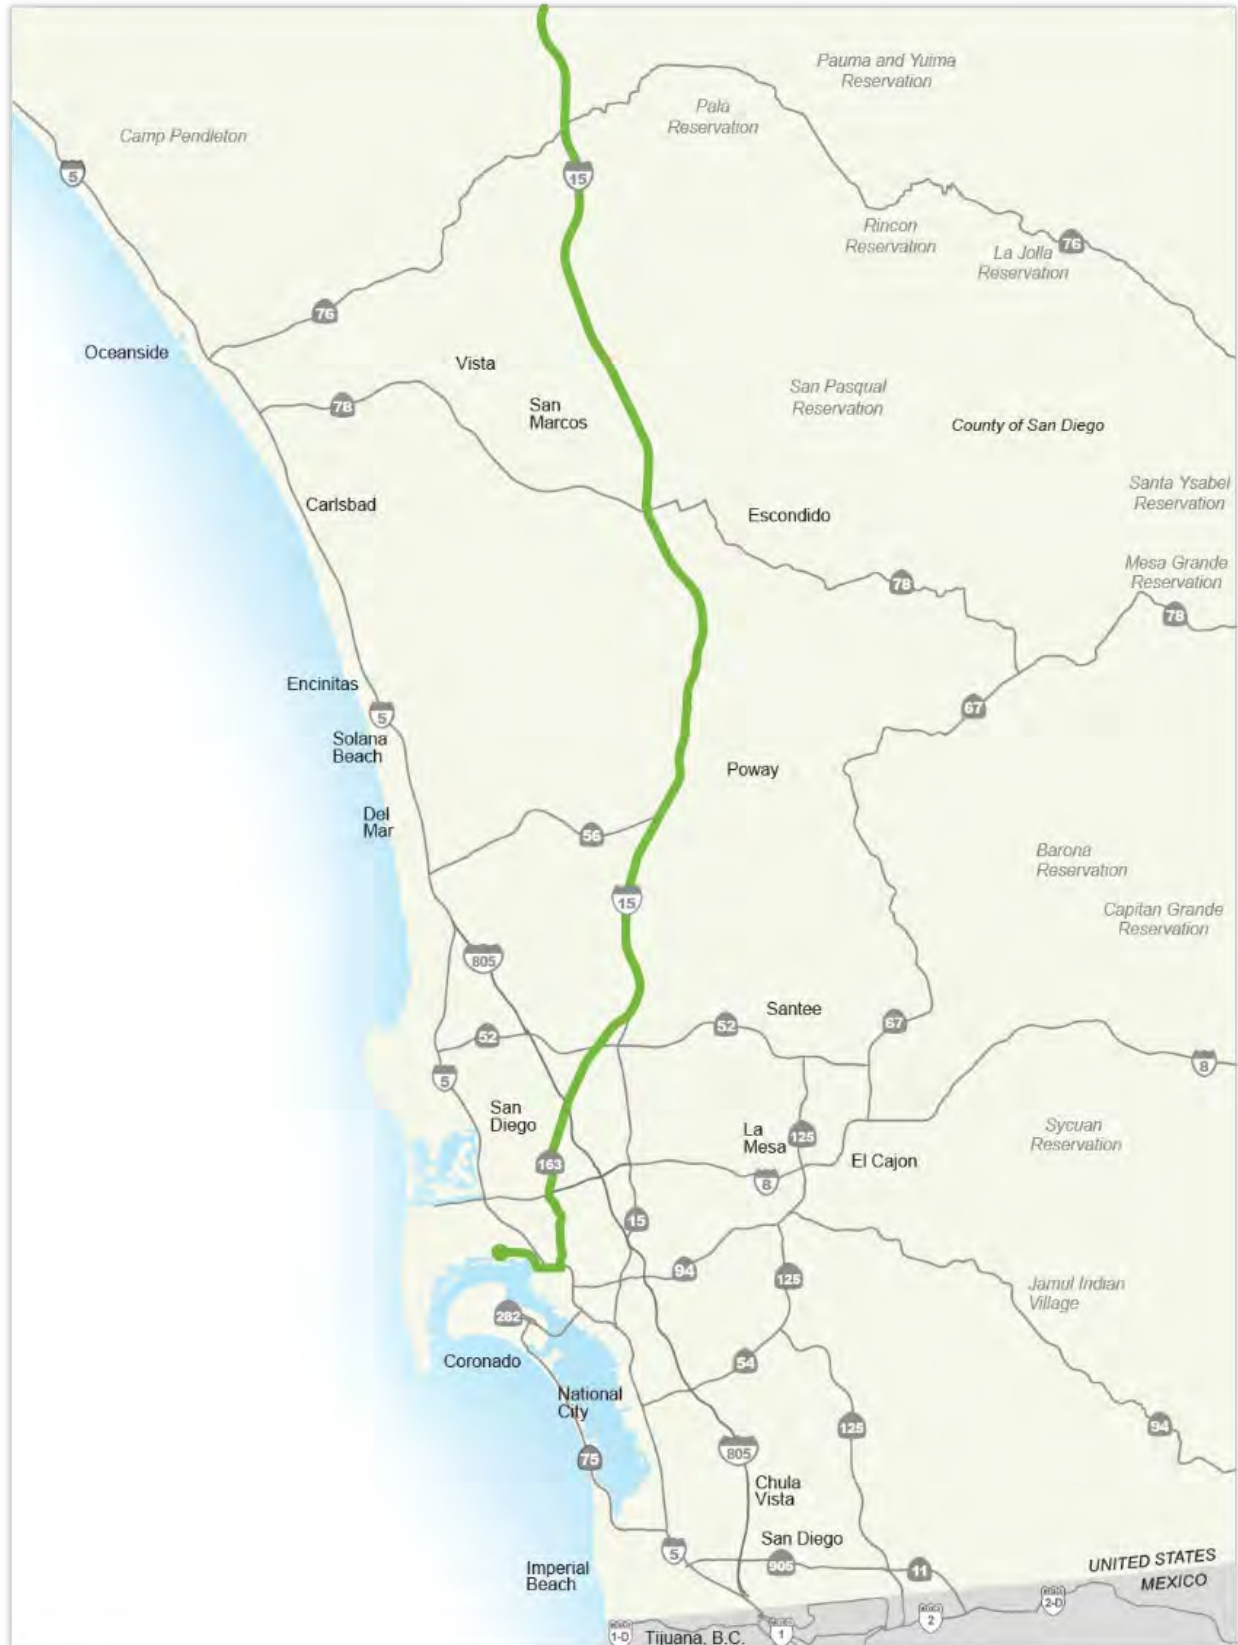 Pauma and Yuima
Reservation
Pala
Reservation
Camp Pendleton
5
15
Rincon
Reservation
La Jolla
Reservation
76
76
Oceanside
Vista
San Pasqual
Reservation
78
San
Marcos
County of San Diego
Carlsbad
Santa Ysabel
Reservation
Escondido
Mesa Grande
Reservation
78
78
Encinitas
5
67
Solana
Beach
Poway
Del
Mar
56
Barona
Reservation
15
Capitan Grande
Reservation
805
Santee
52
52
67
5
8
San
Diego
La
Mesa
125
Sycuan
Reservation
163
El Cajon
8
15
94
125
Jamul Indian
Village
282
Coronado
54
National
City
125
94
805
75
Chula
Vista
San Diego
5
905
11
Imperial
Beach
UNITED STATES
MEXICO
2-D
2
1-D
Tijuana, B.C.
1